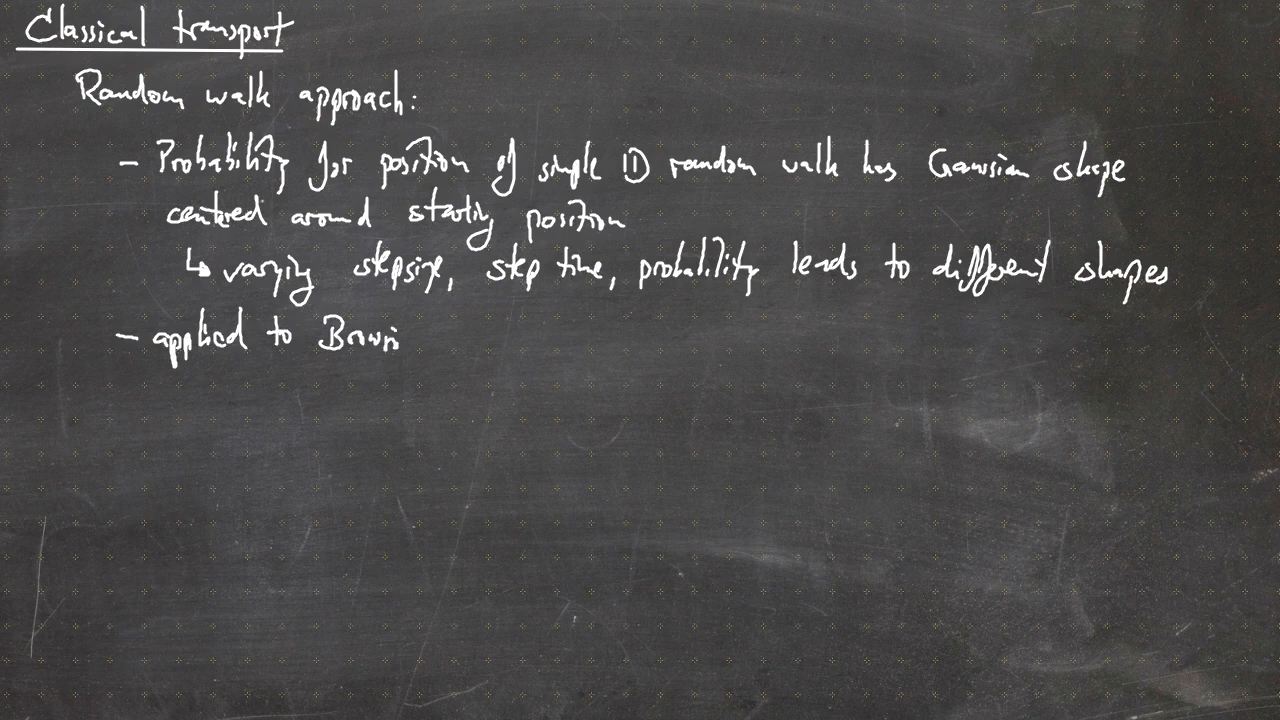 Classical transport
Random walk approach:
- Probability for position of simple 1D random walk has Gaussian shape
centered around starting position
↳ varying stepsize, step time, probability leads to different shapes
- applied to Browni